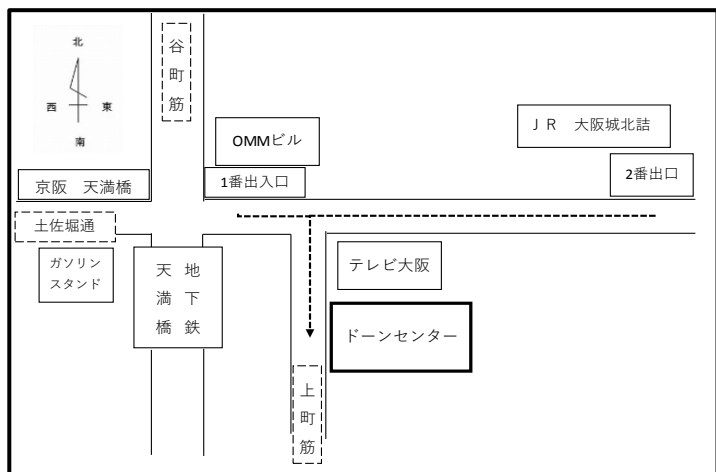 北
西 東
南
谷町筋
OMMビル
1番出入口
JR 大阪城北詰
2番出口
京阪 天満橋
土佐堀通
ガソリン
スタンド
地下鉄
天満橋
テレビ大阪
ドーンセンター
上町筋